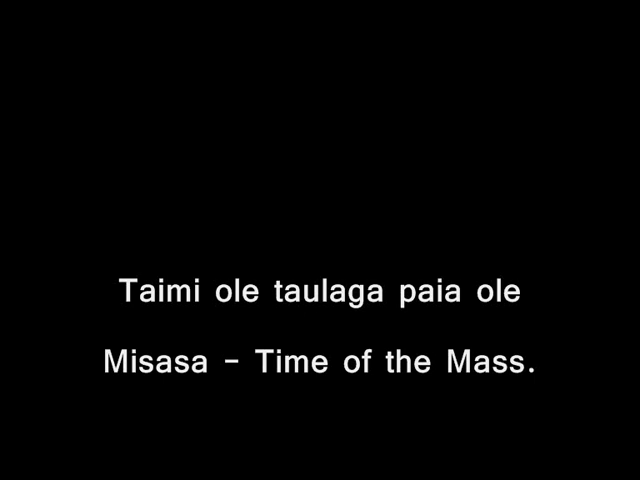 Taimi ole taulaga paia ole
Misasa - Time of the Mass.